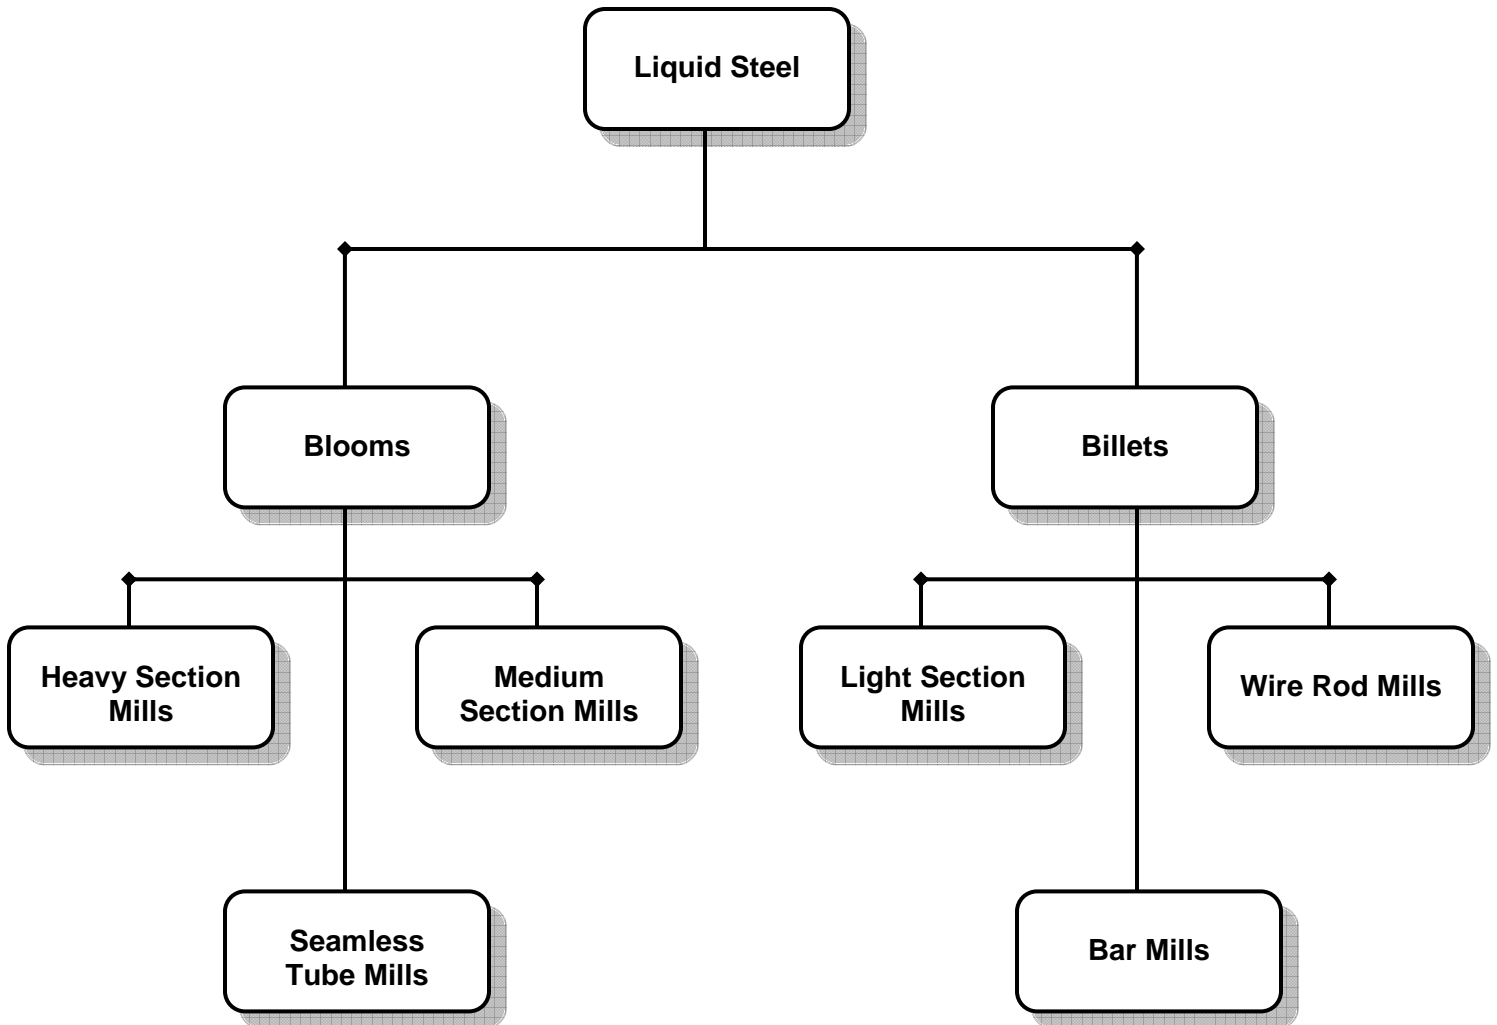 Liquid Steel
Blooms
Billets
Heavy Section
Mills
Medium
Section Mills
Light Section
Mills
Wire Rod Mills
Seamless
Tube Mills
Bar Mills